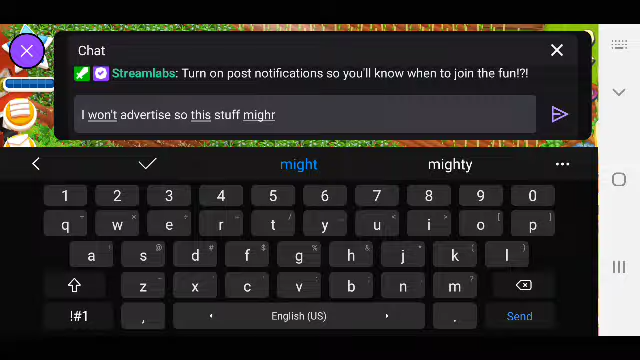 Chat
Streamlabs: Turn on post notifications so you'll know when to join the fun!?!
I won't advertise so this stuff mighr
might mighty
1 2 3 4 5 6 7 8 9 0
q w e r t y u i o p
a s d f g h j k l
z x c v b n m
!#1 , English (US) . Send